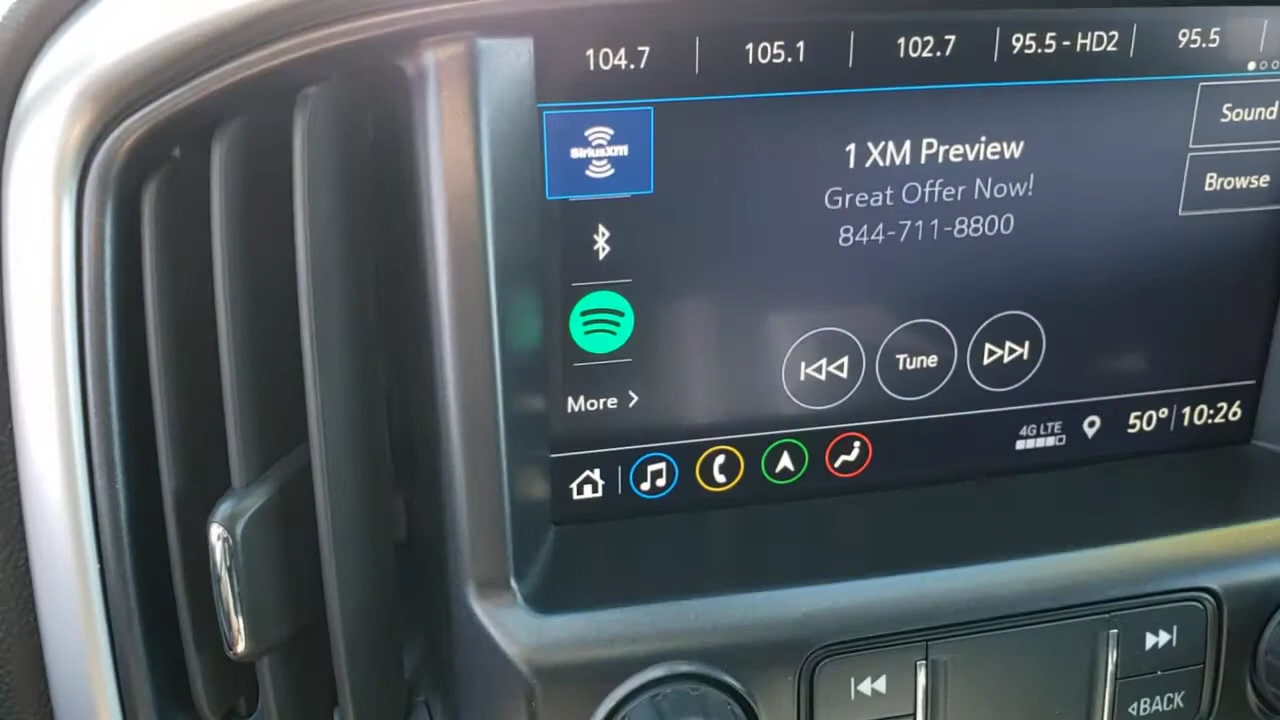 104.7
105.1
102.7
95.5 - HD2
95.5
SiriusXM
1 XM Preview
Great Offer Now!
844-711-8800
Sound
Browse
More
Tune
4G LTE
50°
10:26
BACK